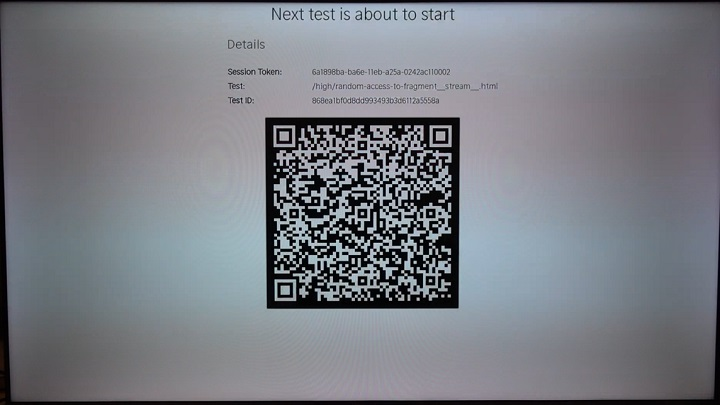 Next test is about to start
Details
Session Token: 6a1898ba-ba6e-11eb-a25a-0242ac110002
Test: /high/random-access-to-fragment__stream__.html
Test ID: 868ea1bf0d8dd993493b3d6112a5558a